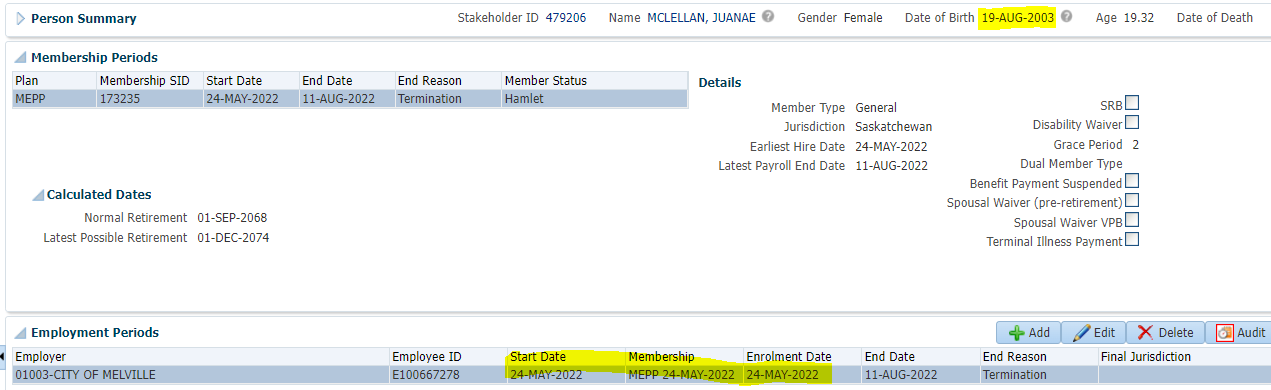 Person Summary Stakeholder ID 479206 Name MCLELLAN, JUANAE Gender Female Date of Birth 19-AUG-2003 Age 19.32 Date of Death
Membership Periods
Plan Membership SID Start Date End Date End Reason Member Status
MEPP 173235 24-MAY-2022 11-AUG-2022 Termination Hamlet
Details
Member Type General
Jurisdiction Saskatchewan
Earliest Hire Date 24-MAY-2022
Latest Payroll End Date 11-AUG-2022
SRB
Disability Waiver
Grace Period 2
Dual Member Type
Benefit Payment Suspended
Spousal Waiver (pre-retirement)
Spousal Waiver VPB
Terminal Illness Payment
Calculated Dates
Normal Retirement 01-SEP-2068
Latest Possible Retirement 01-DEC-2074
Employment Periods Add Edit Delete Audit
Employer Employee ID Start Date Membership Enrolment Date End Date End Reason Final Jurisdiction
01003-CITY OF MELVILLE E100667278 24-MAY-2022 MEPP 24-MAY-2022 24-MAY-2022 11-AUG-2022 Termination